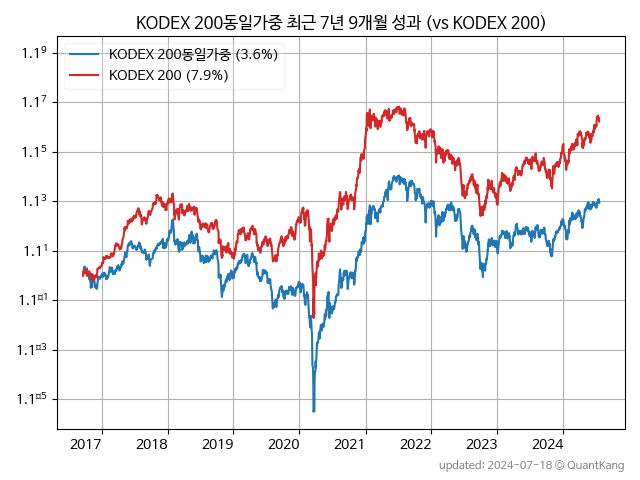 KODEX 200동일가중 최근 7년 9개월 성과 (vs KODEX 200)
KODEX 200동일가중 (3.6%)
KODEX 200 (7.9%)
1.1⁹
1.1⁷
1.1⁵
1.1³
1.1¹
1.1¤¹
1.1¤³
1.1¤⁵
2017 2018 2019 2020 2021 2022 2023 2024
updated: 2024-07-18 © QuantKang